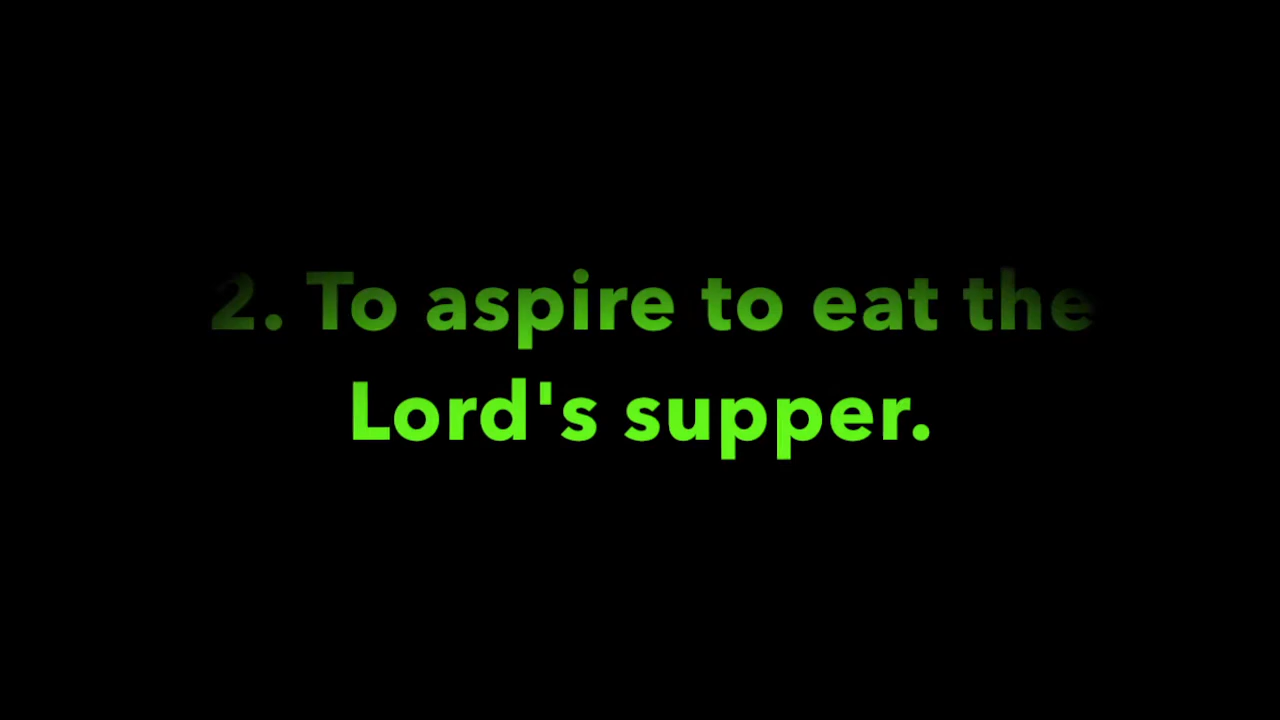 2. To aspire to eat the
Lord's supper.